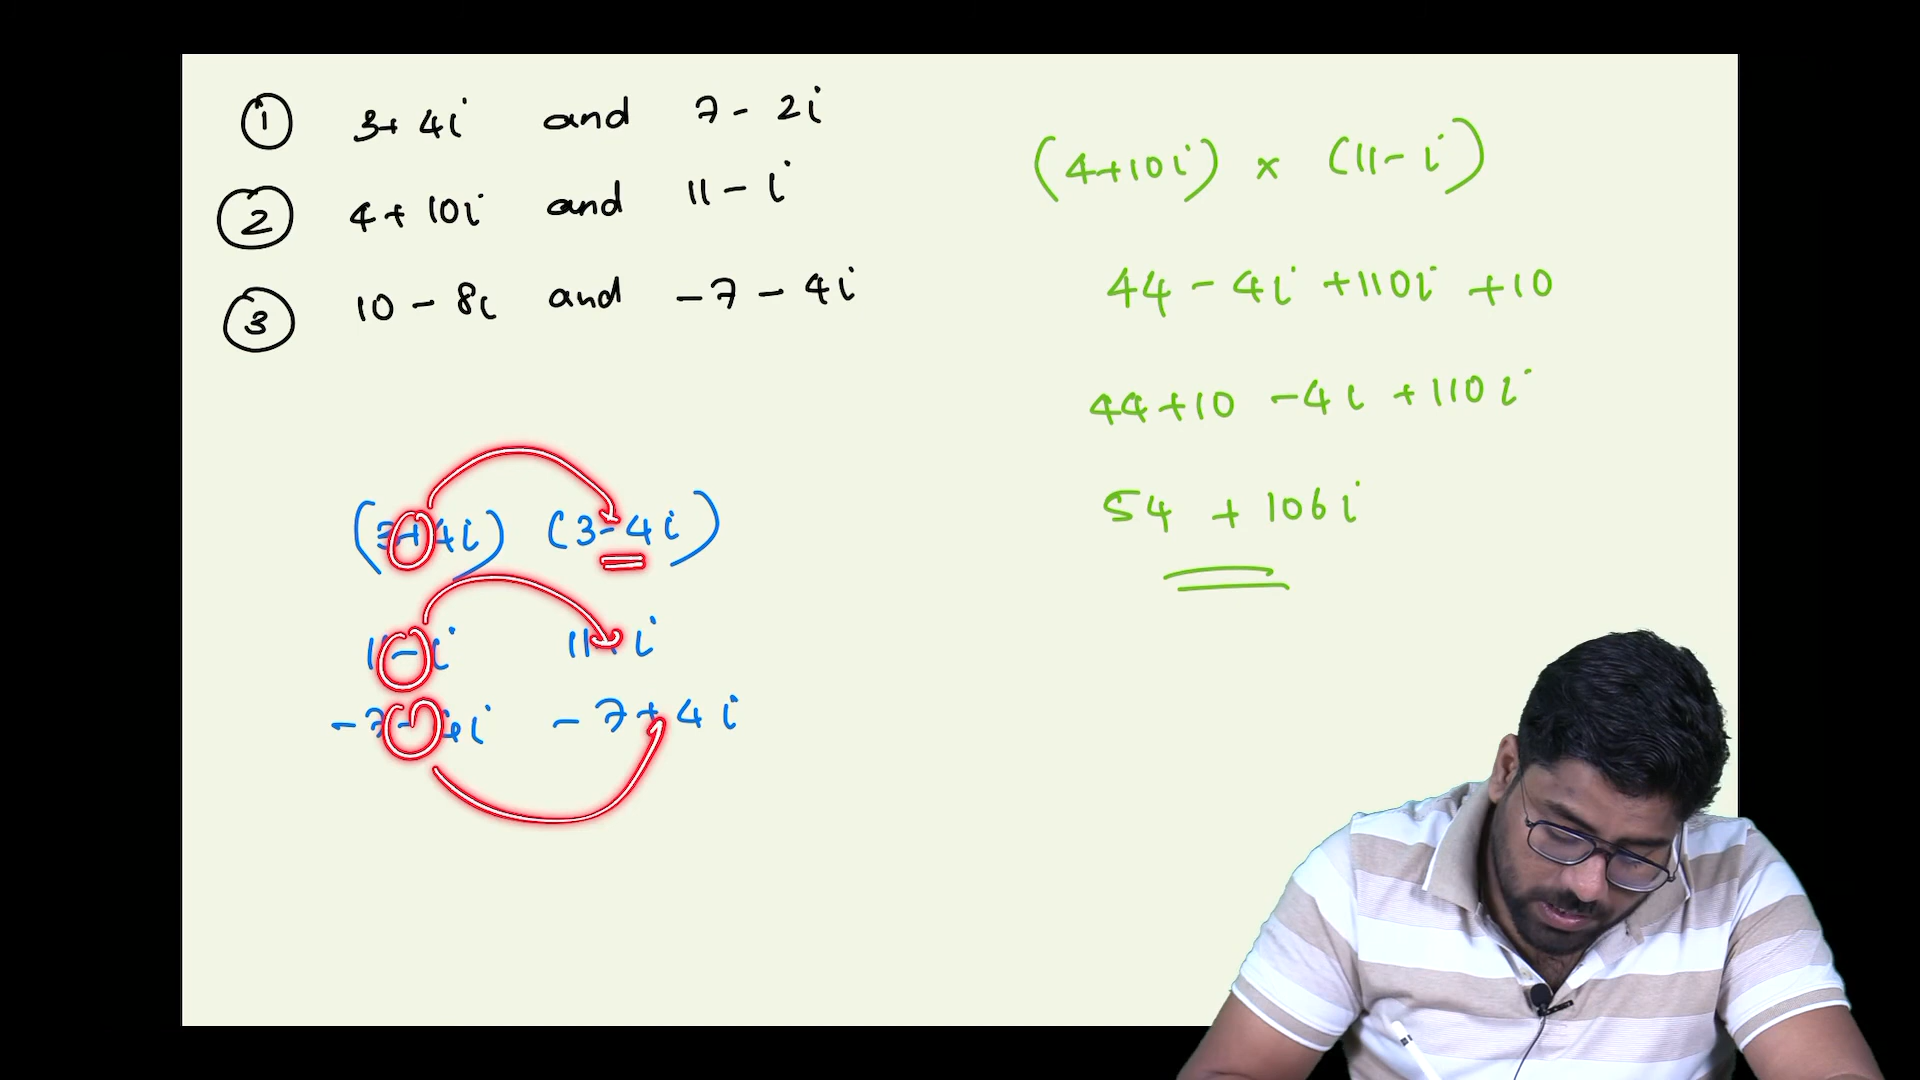 ① 3+ 4i and 7 - 2i
② 4 + 10i and 11 - i
③ 10 - 8i and -7 - 4i
(3+4i) (3-4i)
11-i 11+i
-7-4i -7+4i
(4+10i) x (11-i)
44 - 4i +110i +10
44+10 -4i +110i
54 + 106i